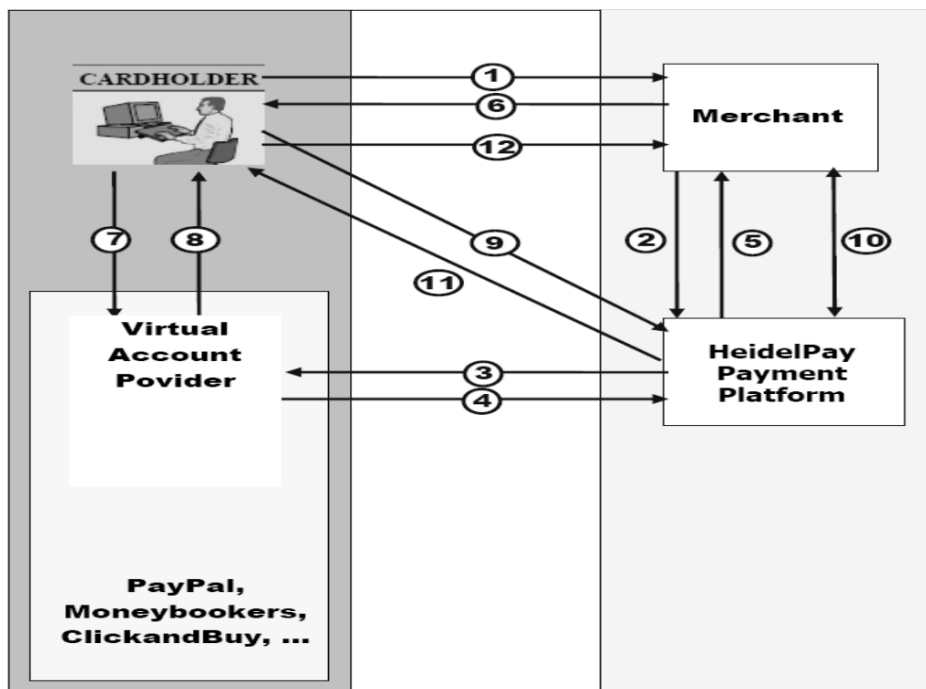 CARDHOLDER
1
6
12
Merchant
7
8
9
11
2
5
10
Virtual
Account
Povider
3
4
HeidelPay
Payment
Platform
PayPal,
Moneybookers,
ClickandBuy, ...